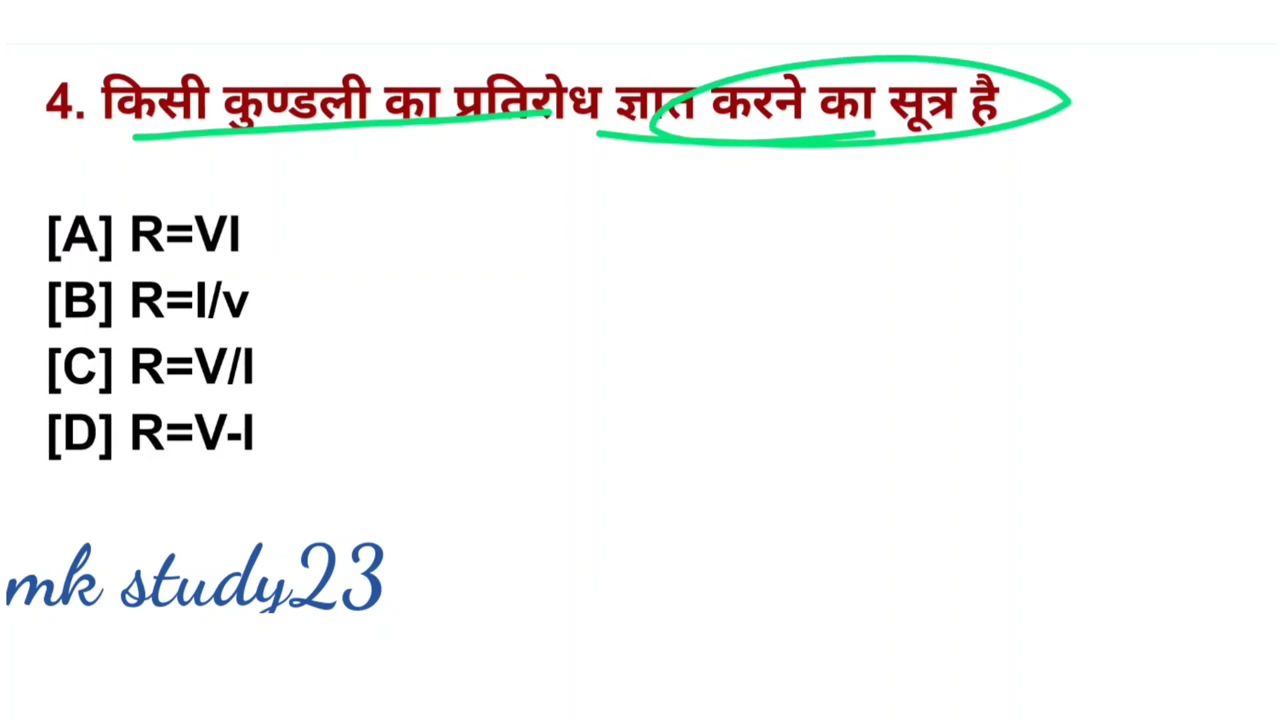 4. किसी कुण्डली का प्रतिरोध ज्ञात करने का सूत्र है
[A] R=VI
[B] R=I/v
[C] R=V/I
[D] R=V-I
mk study23